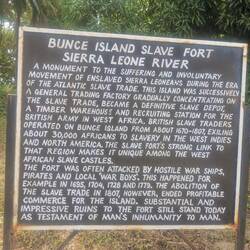 BUNCE ISLAND SLAVE FORT
SIERRA LEONE RIVER
A MONUMENT TO THE SUFFERING AND INVOLUNTARY
MOVEMENT OF ENSLAVED SIERRA LEONEANS DURING THE ERA
OF THE ATLANTIC SLAVE TRADE. THIS ISLAND WAS SUCCESSIVELY
A GENERAL TRADING FACTORY GRADUALLY CONCENTRATING ON
THE SLAVE TRADE, BECAME A DEFINITE SLAVE DEPOT,
A TIMBER WAREHOUSE AND RECRUITING STATION FOR THE
BRITISH ARMY IN WEST AFRICA. BRITISH SLAVE TRADERS
OPERATED ON BUNCE ISLAND FROM ABOUT 1670-1807 EXILING
ABOUT 30,000 AFRICANS TO SLAVERY IN THE WEST INDIES
AND NORTH AMERICA. THE SLAVE FORT'S STRONG LINK TO
THAT REGION MAKES IT UNIQUE AMONG THE WEST
AFRICAN SLAVE CASTLES.
THE FORT WAS OFTEN ATTACKED BY HOSTILE WAR SHIPS,
PIRATES AND LOCAL WAR BOYS. THIS HAPPENED FOR
EXAMPLE IN 1695, 1704, 1728 AND 1779. THE ABOLITION OF
THE SLAVE TRADE IN 1807, HOWEVER, ENDED PROFITABLE
COMMERCE FOR THE ISLAND. SUBSTANTIAL AND
IMPRESSIVE RUINS TO THE FORT STILL STAND TODAY
AS TESTAMENT OF MAN'S INHUMANITY TO MAN.